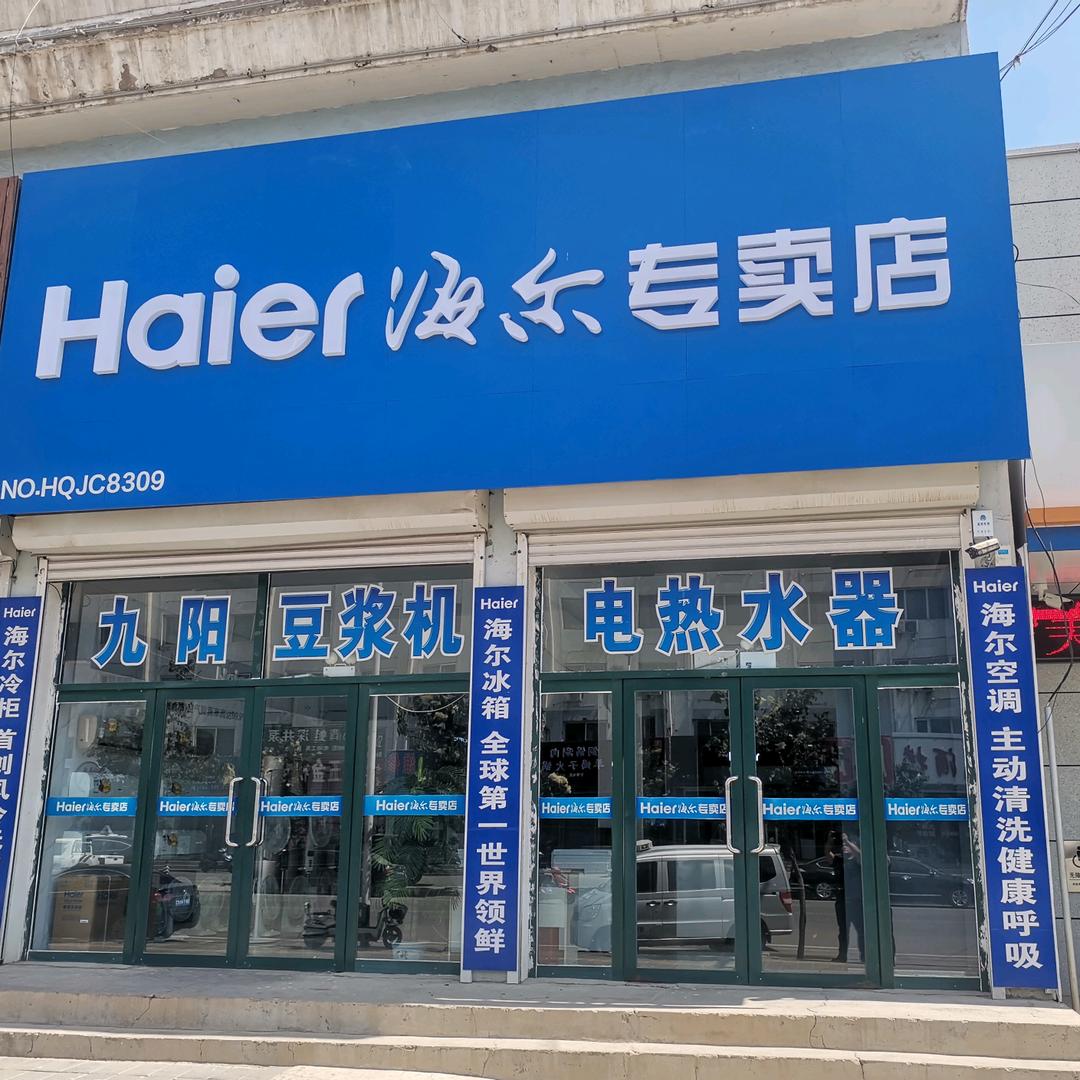 Haier 海尔 专卖店
NO.HQJC8309
九阳 豆浆机
电热水器
Haier
海尔冷柜 首创风冷
Haier
海尔冰箱 全球第一 世界领鲜
Haier
海尔空调 主动清洗健康呼吸
Haier海尔专卖店
Haier海尔专卖店
Haier海尔专卖店
Haier海尔专卖店
Haier海尔专卖店
Haier海尔专卖店
Haier海尔专卖店
Haier海尔专卖店